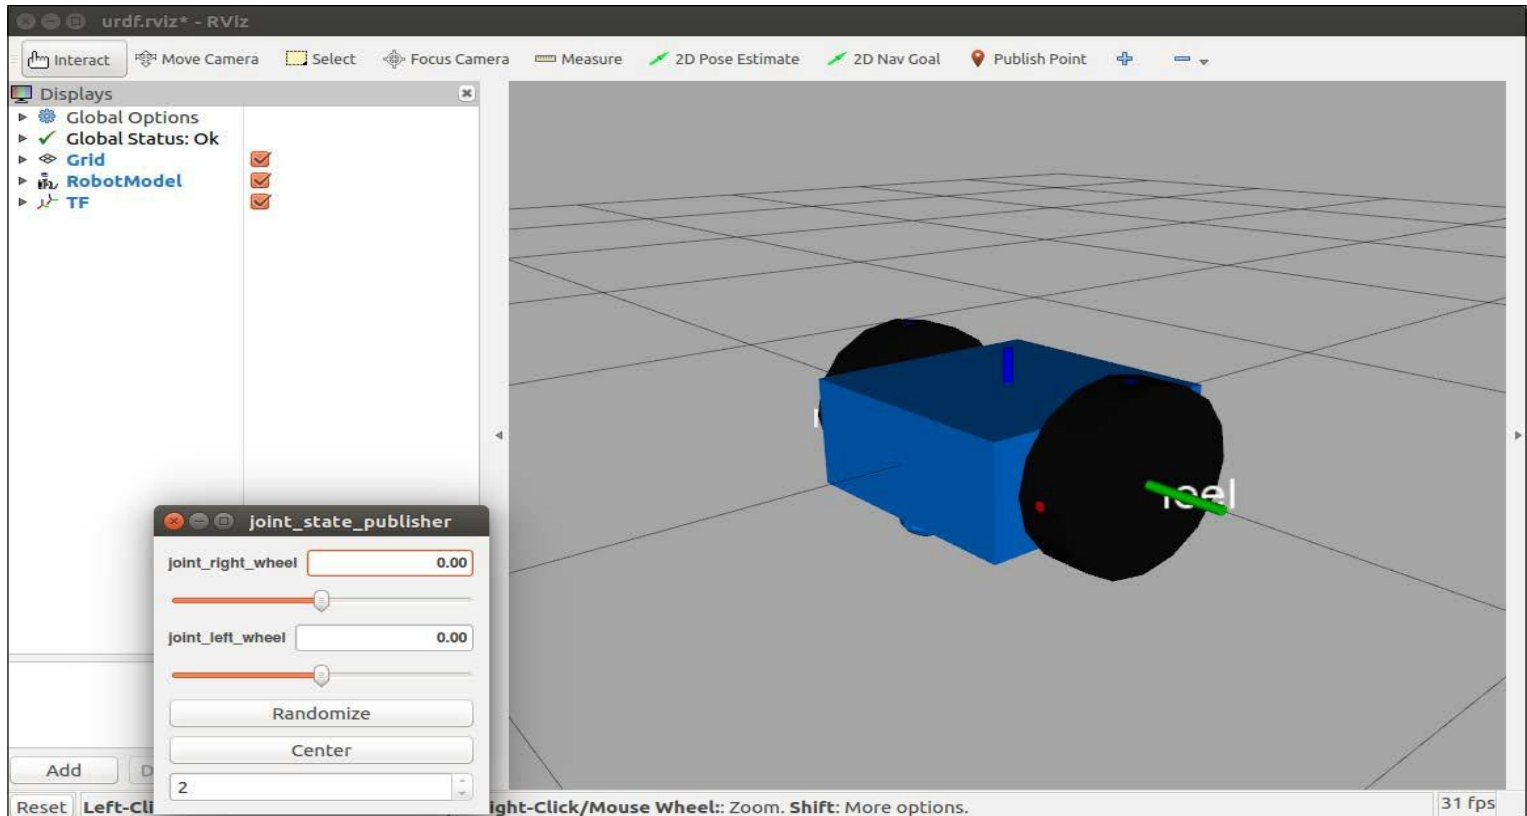 urdf.rviz* - RViz
Interact Move Camera Select Focus Camera Measure 2D Pose Estimate 2D Nav Goal Publish Point
Displays
Global Options
Global Status: Ok
Grid
RobotModel
TF
leel
joint_state_publisher
joint_right_wheel 0.00
joint_left_wheel 0.00
Randomize
Center
2
Add D
Reset Left-Cli ight-Click/Mouse Wheel:: Zoom. Shift: More options. 31 fps